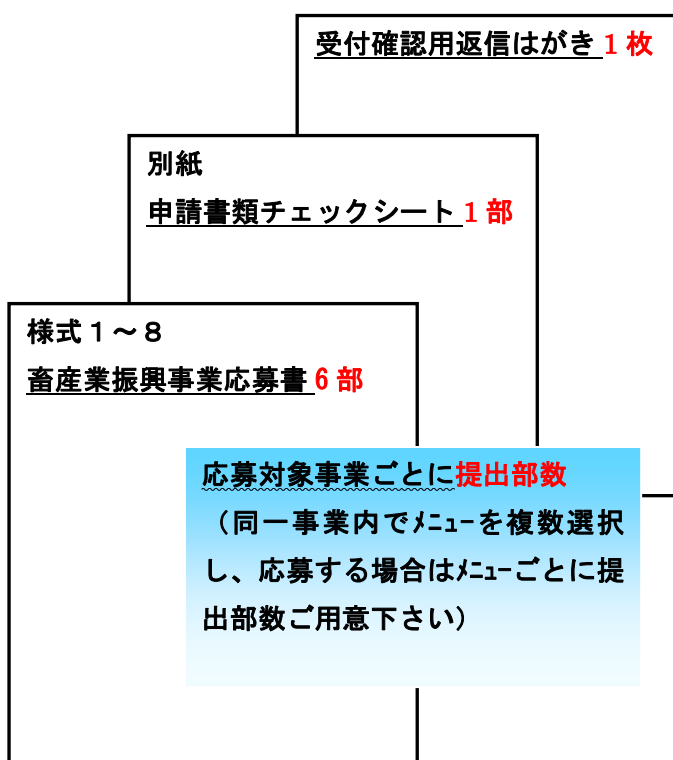 受付確認用返信はがき 1 枚
別紙
申請書類チェックシート 1 部
様式１～８
畜産業振興事業応募書 6 部
応募対象事業ごとに提出部数
（同一事業内でﾒﾆｭｰを複数選択
し、応募する場合はﾒﾆｭｰごとに提
出部数ご用意下さい）